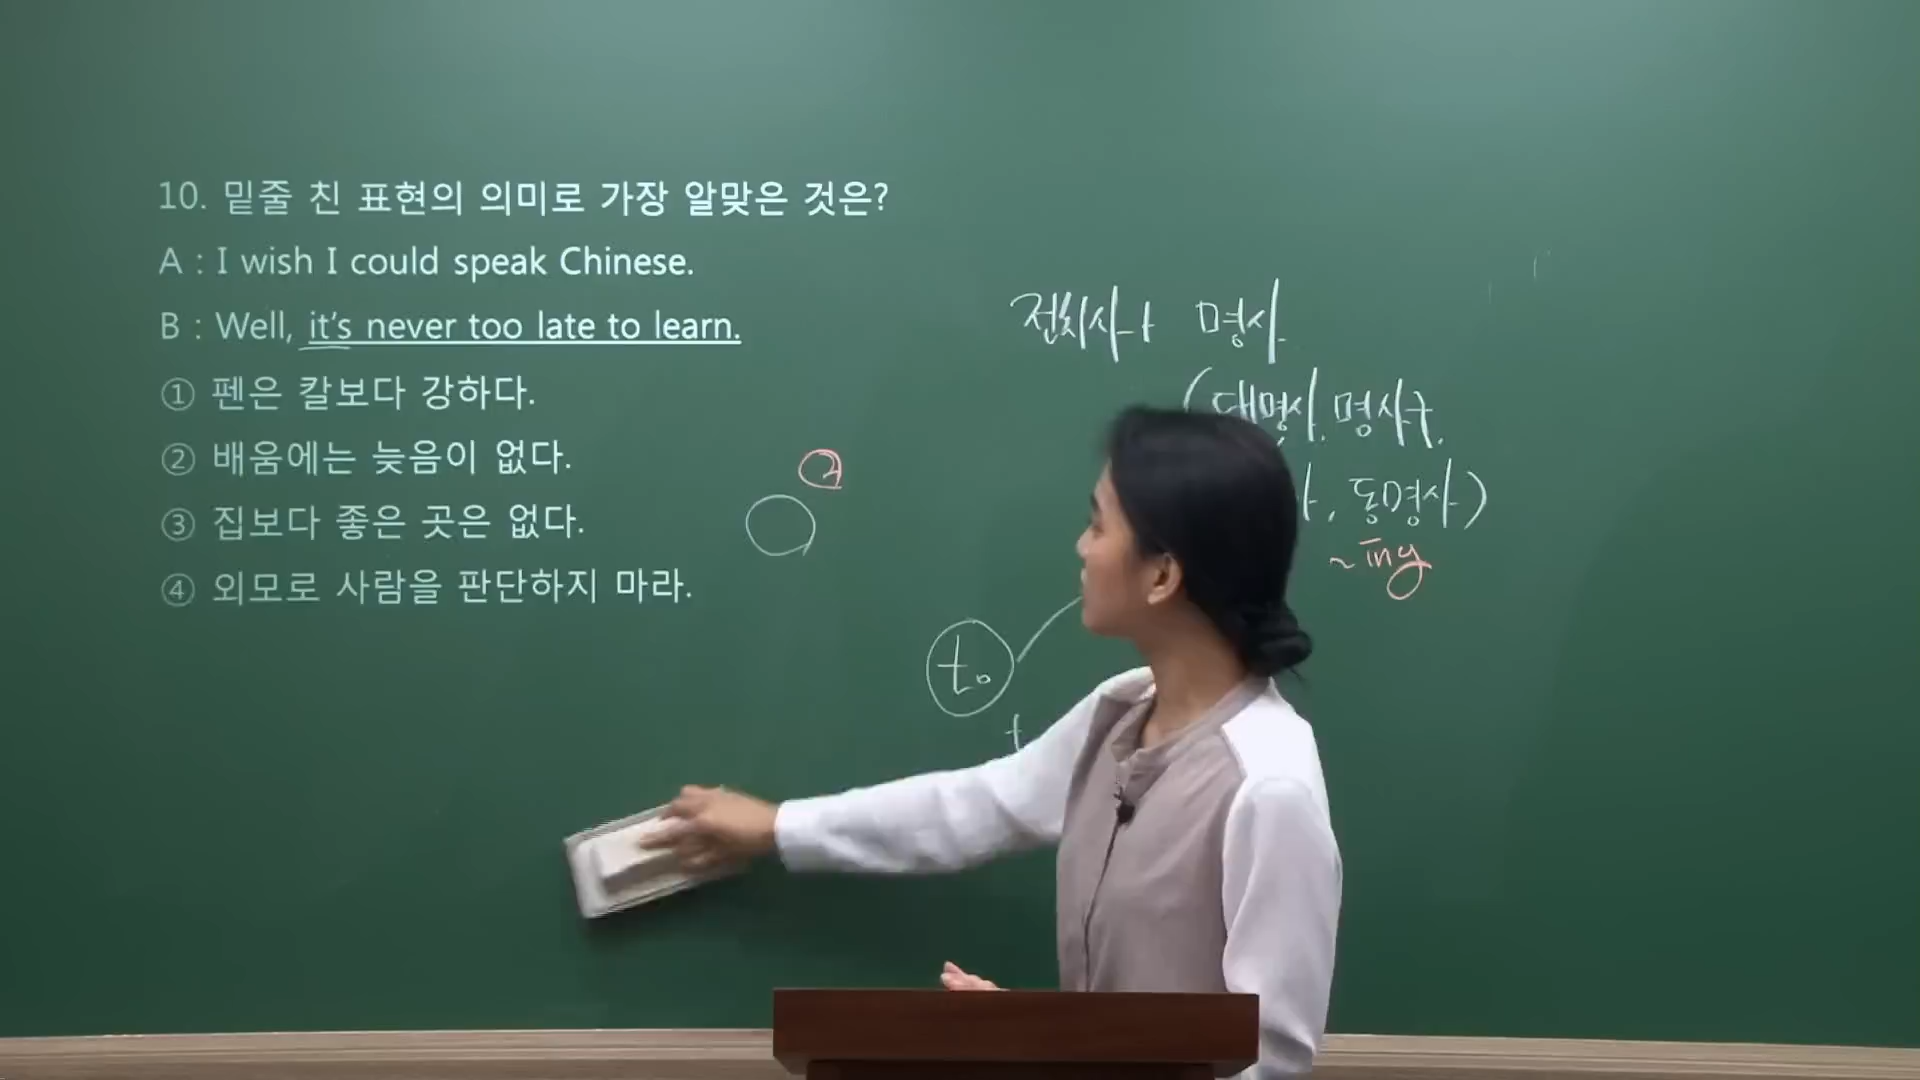 10. 밑줄 친 표현의 의미로 가장 알맞은 것은?
A : I wish I could speak Chinese.
B : Well, it's never too late to learn.
① 펜은 칼보다 강하다.
② 배움에는 늦음이 없다.
③ 집보다 좋은 곳은 없다.
④ 외모로 사람을 판단하지 마라.
전치사+ 명사
(대명사, 명사구,
, 동명사)
~ing
to